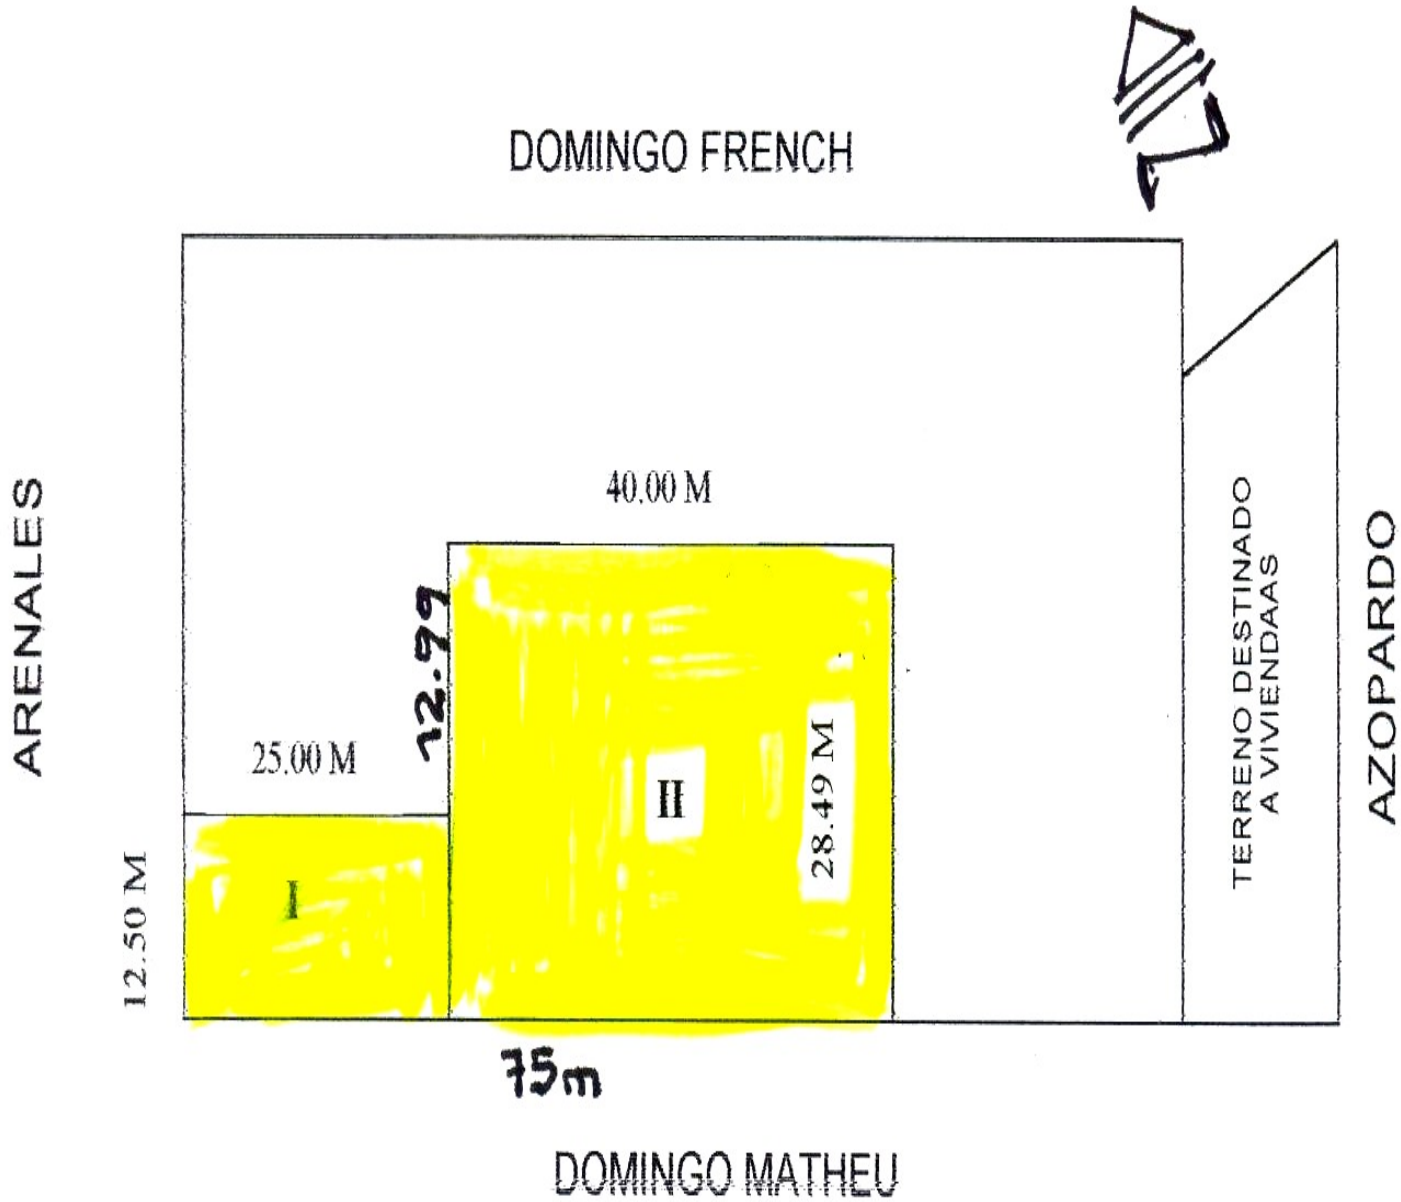 DOMINGO FRENCH
ARENALES
40.00 M
12.99
25.00 M
I
II
28.49 M
12.50 M
TERRENO DESTINADO
A VIVIENDAAS
AZOPARDO
75m
DOMINGO MATHEU